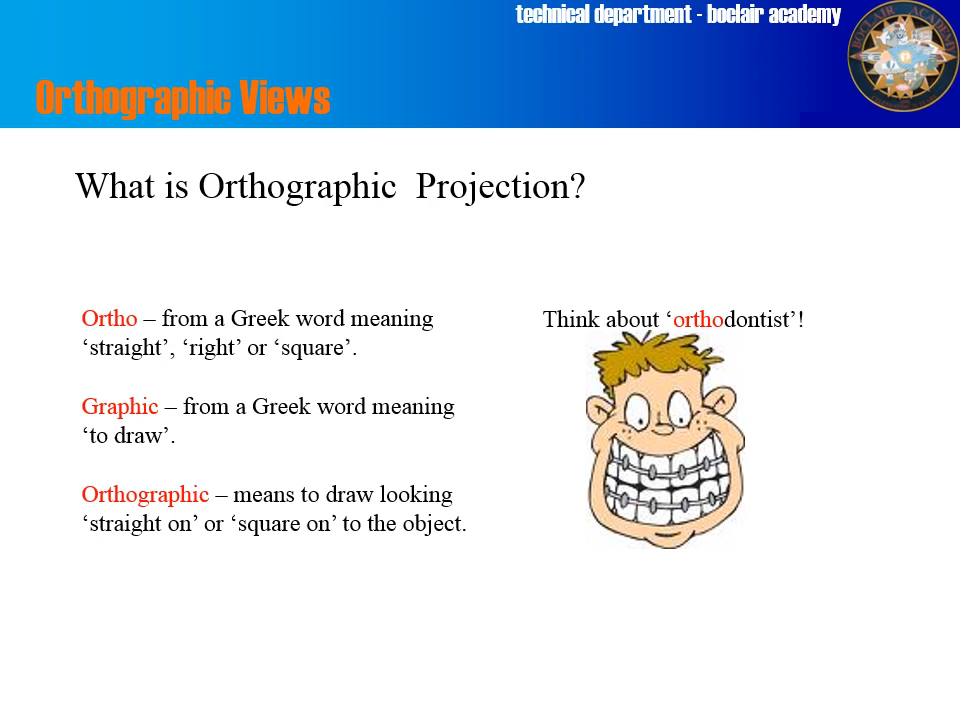 technical department - boclair academy
BOCLAIR ACADEMY
Orthographic Views
What is Orthographic Projection?
Ortho – from a Greek word meaning
‘straight’, ‘right’ or ‘square’.
Graphic – from a Greek word meaning
‘to draw’.
Orthographic – means to draw looking
‘straight on’ or ‘square on’ to the object.
Think about ‘orthodontist’!